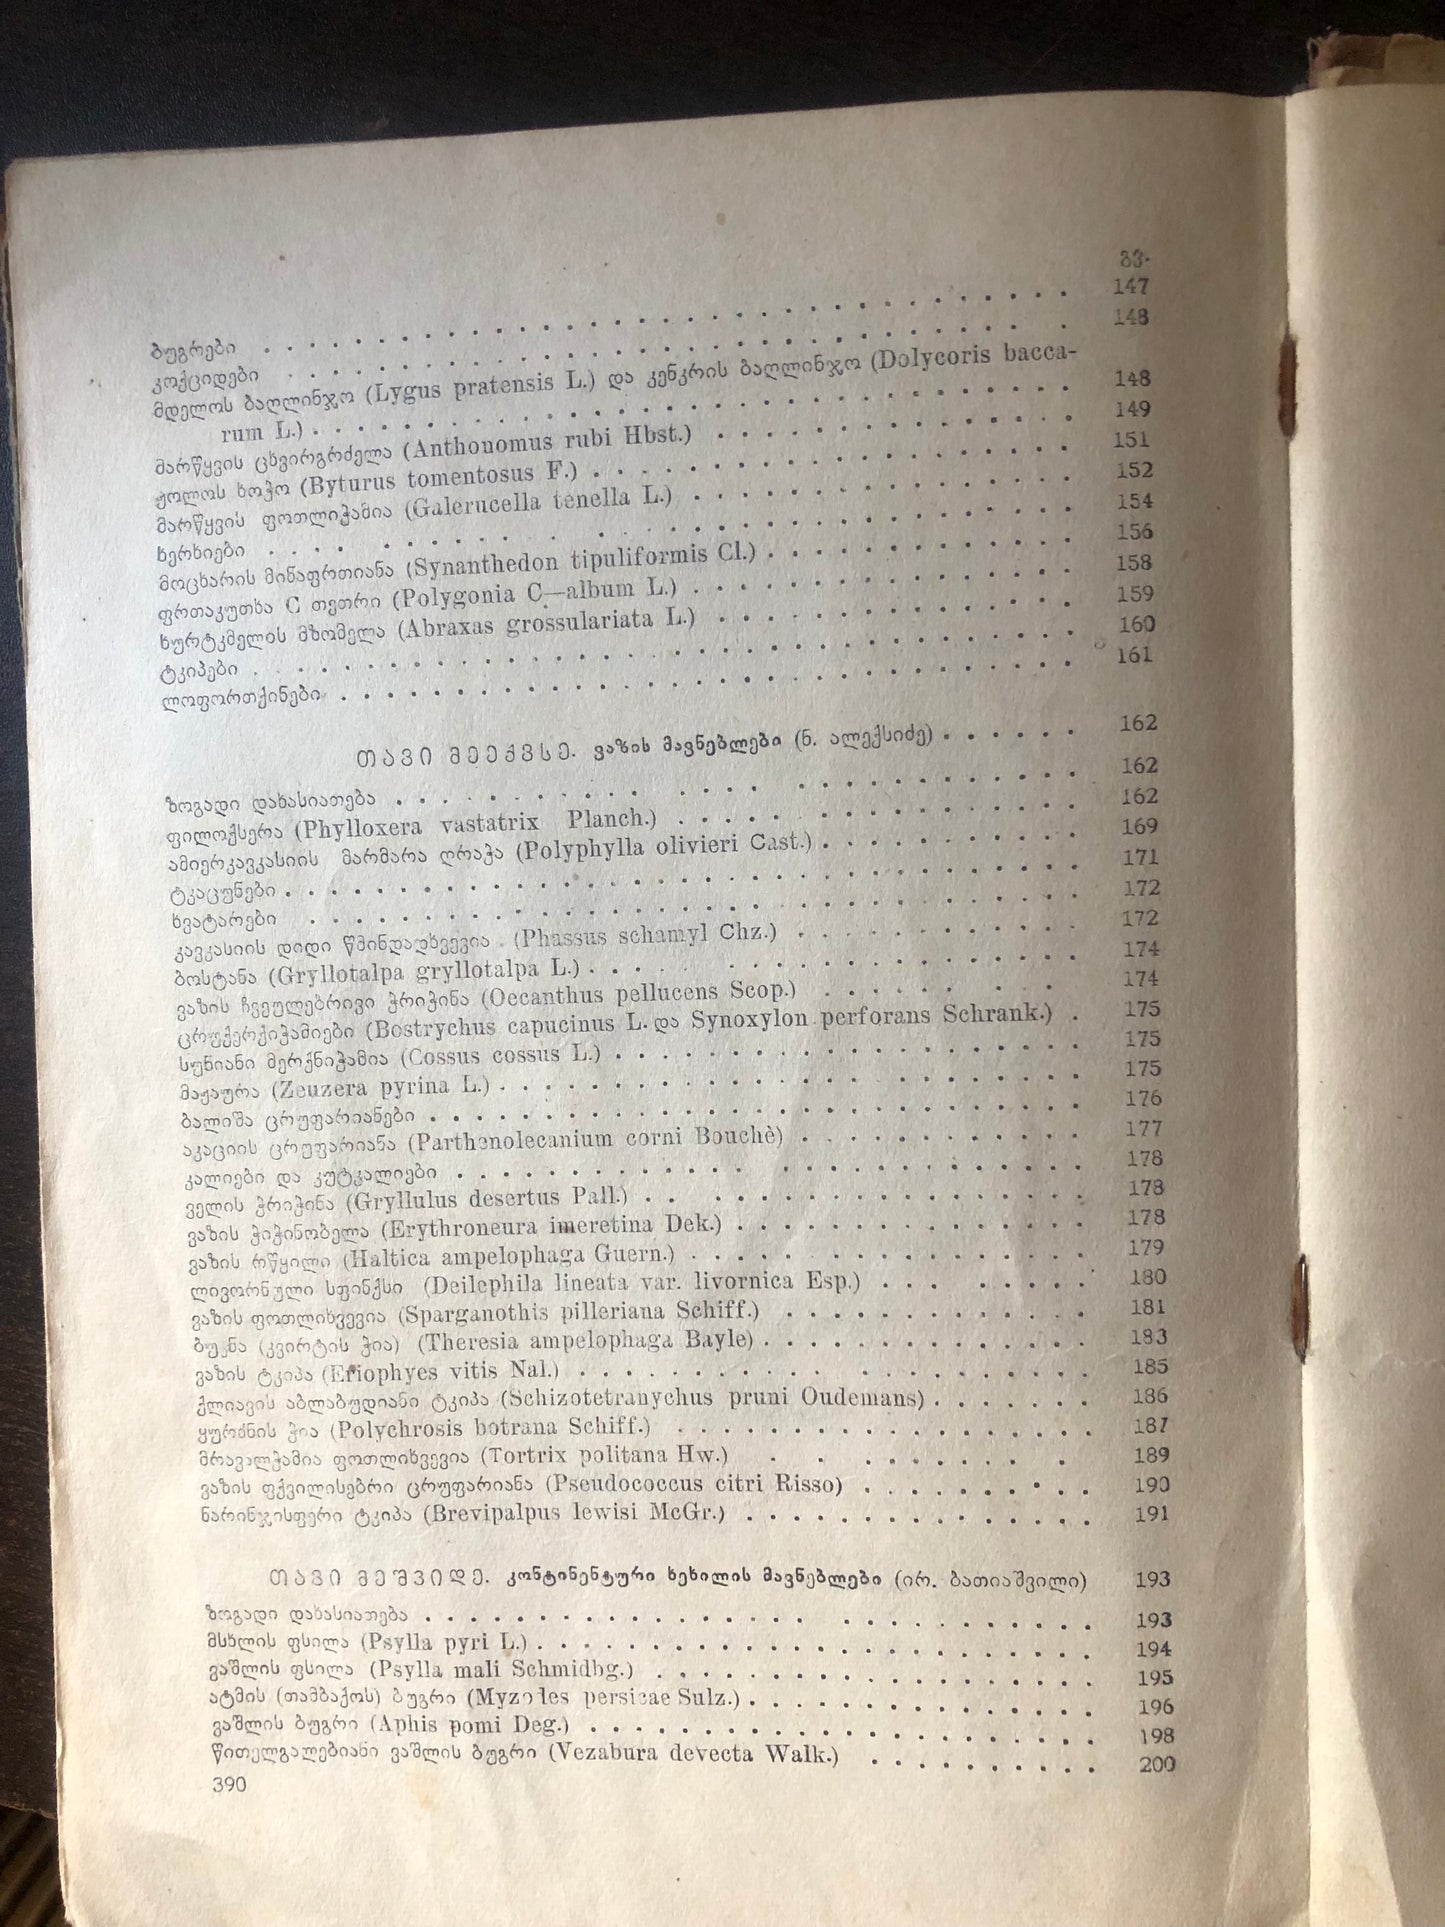 გვ.
ბუგრები . . . . . . . . . . . . . . . . . . . . . . . . 147
კოქციდები . . . . . . . . . . . . . . . . . . . . . . . 148
მდელოს ბაღლინჯო (Lygus pratensis L.) და კენკრის ბაღლინჯო (Dolycoris bacca-
rum L.) . . . . . . . . . . . . . . . . . . . . . . . . 148
მარწყვის ცხვირგრძელა (Anthonomus rubi Hbst.) . . . . . . . . . . . . 149
ჟოლოს ხოჭო (Byturus tomentosus F.) . . . . . . . . . . . . . . . 151
მარწყვის ფოთლიჭამია (Galerucella tenella L.) . . . . . . . . . . . . 152
ხერხიები . . . . . . . . . . . . . . . . . . . . . . . . 154
მოცხარის მინაფრთიანა (Synanthedon tipuliformis Cl.) . . . . . . . . . . 156
ფრთაკუთხა C თეთრი (Polygonia C—album L.) . . . . . . . . . . . . 158
ხურტკმელის მზომელა (Abraxas grossulariata L.) . . . . . . . . . . . 159
ტკიპები . . . . . . . . . . . . . . . . . . . . . . . . 160
ლოფორთქინები . . . . . . . . . . . . . . . . . . . . . . 161
თავი მეექვსე. ვაზის მავნებლები (ნ. ალექსიძე) . . . . . . 162
ზოგადი დახასიათება . . . . . . . . . . . . . . . . . . . . 162
ფილოქსერა (Phylloxera vastatrix Planch.) . . . . . . . . . . . . . 162
ამიერკავკასიის მარმარა ღრაჭა (Polyphylla olivieri Cast.) . . . . . . . . . 169
ტკაცუნები . . . . . . . . . . . . . . . . . . . . . . . 171
ხვატარები . . . . . . . . . . . . . . . . . . . . . . . 172
კავკასიის დიდი წმინდადხვევია (Phassus schamyl Chz.) . . . . . . . . . 172
ბოსტანა (Gryllotalpa gryllotalpa L.) . . . . . . . . . . . . . . . 174
ვაზის ჩვეულებრივი ჭრიჭინა (Oecanthus pellucens Scop.) . . . . . . . . . 174
ცრუქერქიჭამიები (Bostrychus capucinus L. და Synoxylon perforans Schrank.) . 175
სუნიანი მერქნიჭამია (Cossus cossus L.) . . . . . . . . . . . . . . 175
მაჟაურა (Zeuzera pyrina L.) . . . . . . . . . . . . . . . . . . 175
ბალიშა ცრუფარიანები . . . . . . . . . . . . . . . . . . . . 176
აკაციის ცრუფარიანა (Parthenolecanium corni Bouchè) . . . . . . . . . 177
კალიები და კუტკალიები . . . . . . . . . . . . . . . . . . . 178
ველის ჭრიჭინა (Gryllulus desertus Pall.) . . . . . . . . . . . . . . 178
ვაზის ჭიჭინობელა (Erythroneura imeretina Dek.) . . . . . . . . . . . 178
ვაზის რწყილი (Haltica ampelophaga Guern.) . . . . . . . . . . . . 179
ლივორნული სფინქსი (Deilephila lineata var. livornica Esp.) . . . . . . . 180
ვაზის ფოთლიხვევია (Sparganothis pilleriana Schiff.) . . . . . . . . . . 181
ბუკნა (კვირტის ჭია) (Theresia ampelophaga Bayle) . . . . . . . . . . . 183
ვაზის ტკიპა (Eriophyes vitis Nal.) . . . . . . . . . . . . . . . . 185
ქლიავის აბლაბუდიანი ტკიპა (Schizotetranychus pruni Oudemans) . . . . . . 186
ყურძნის ჭია (Polychrosis botrana Schiff.) . . . . . . . . . . . . . . 187
მრავალჭამია ფოთლიხვევია (Tortrix politana Hw.) . . . . . . . . . 189
ვაზის ფქვილისებრი ცრუფარიანა (Pseudococcus citri Risso) . . . . . . . . 190
ნარინჯისფერი ტკიპა (Brevipalpus lewisi McGr.) . . . . . . . . . . . 191
თავი მეშვიდე. კონტინენტური ხეხილის მავნებლები (ირ. ბათიაშვილი) 193
ზოგადი დახასიათება . . . . . . . . . . . . . . . . . . . . 193
მსხლის ფსილა (Psylla pyri L.) . . . . . . . . . . . . . . . . . 194
ვაშლის ფსილა (Psylla mali Schmidbg.) . . . . . . . . . . . . . . 195
ატმის (თამბაქოს) ბუგრი (Myzodes persicae Sulz.) . . . . . . . . . . . 196
ვაშლის ბუგრი (Aphis pomi Deg.) . . . . . . . . . . . . . . . . 198
წითელგალებიანი ვაშლის ბუგრი (Vezabura devecta Walk.) . . . . . . . . 200
390